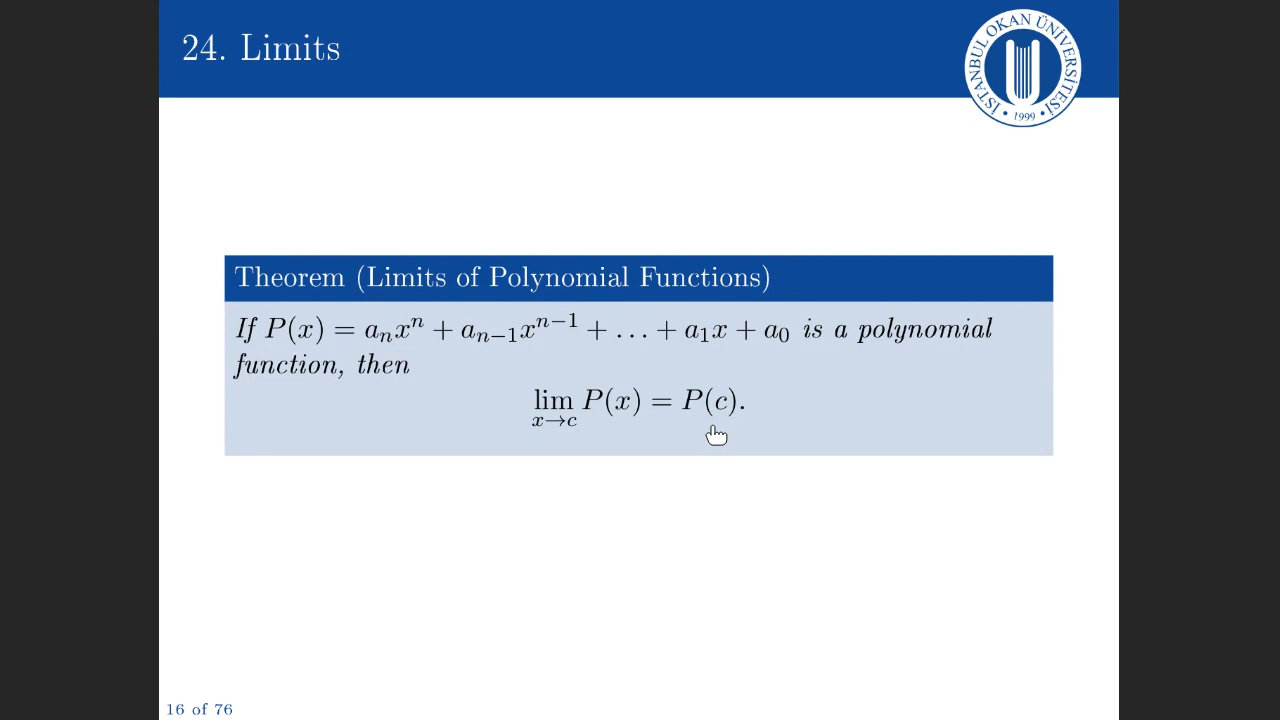 24. Limits
İSTANBUL OKAN ÜNİVERSİTESİ
• 1999 •
Theorem (Limits of Polynomial Functions)
If P(x) = aₙxⁿ + aₙ₋₁xⁿ⁻¹ + … + a₁x + a₀ is a polynomial
function, then
lim P(x) = P(c).
x→c
16 of 76